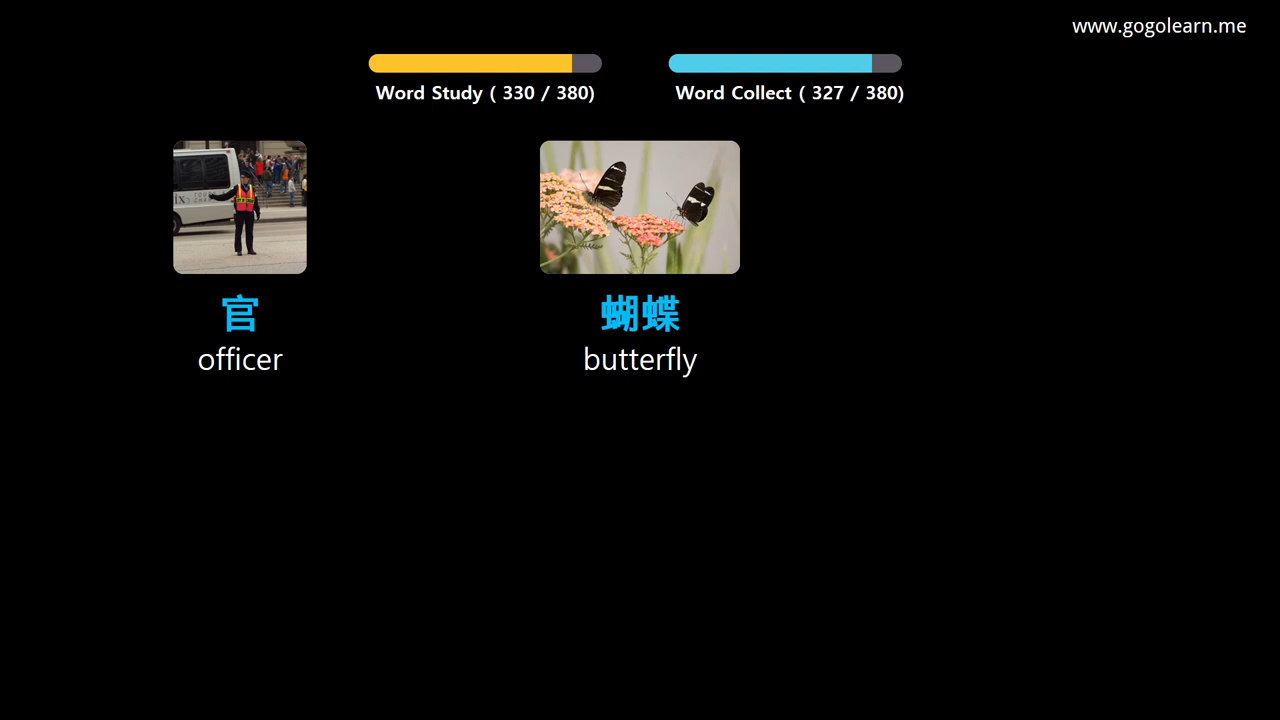 www.gogolearn.me
Word Study ( 330 / 380)
Word Collect ( 327 / 380)
官
officer
蝴蝶
butterfly